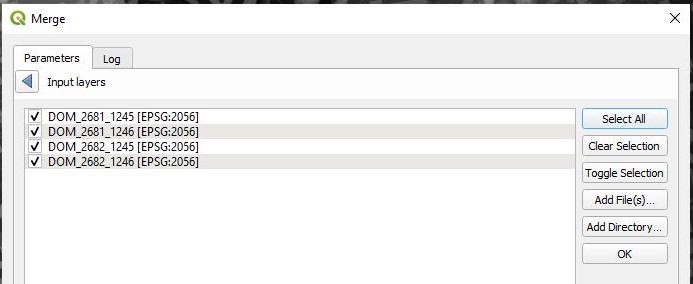 Merge
Parameters Log
Input layers
DOM_2681_1245 [EPSG:2056]
DOM_2681_1246 [EPSG:2056]
DOM_2682_1245 [EPSG:2056]
DOM_2682_1246 [EPSG:2056]
Select All
Clear Selection
Toggle Selection
Add File(s)...
Add Directory...
OK